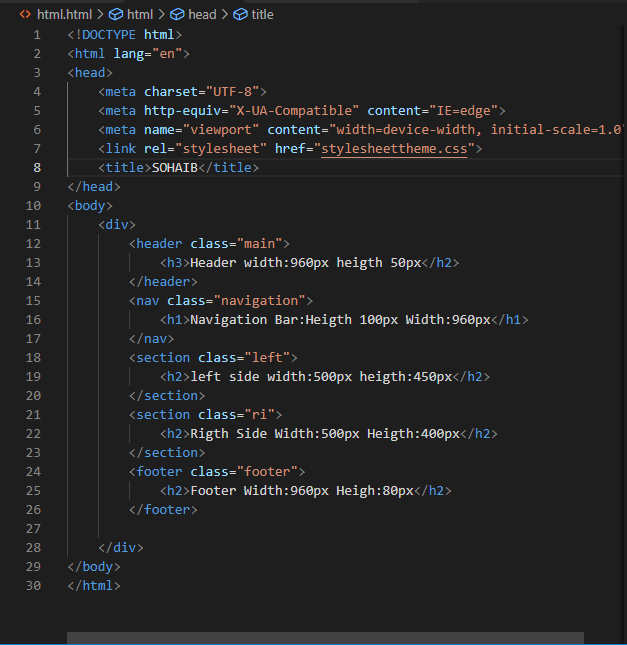 html.html > html > head > title
1 <!DOCTYPE html>
2 <html lang="en">
3 <head>
4 <meta charset="UTF-8">
5 <meta http-equiv="X-UA-Compatible" content="IE=edge">
6 <meta name="viewport" content="width=device-width, initial-scale=1.0
7 <link rel="stylesheet" href="stylesheettheme.css">
8 <title>SOHAIB</title>
9 </head>
10 <body>
11 <div>
12 <header class="main">
13 <h3>Header width:960px heigth 50px</h2>
14 </header>
15 <nav class="navigation">
16 <h1>Navigation Bar:Heigth 100px Width:960px</h1>
17 </nav>
18 <section class="left">
19 <h2>left side width:500px heigth:450px</h2>
20 </section>
21 <section class="ri">
22 <h2>Rigth Side Width:500px Heigth:400px</h2>
23 </section>
24 <footer class="footer">
25 <h2>Footer Width:960px Heigh:80px</h2>
26 </footer>
27
28 </div>
29 </body>
30 </html>